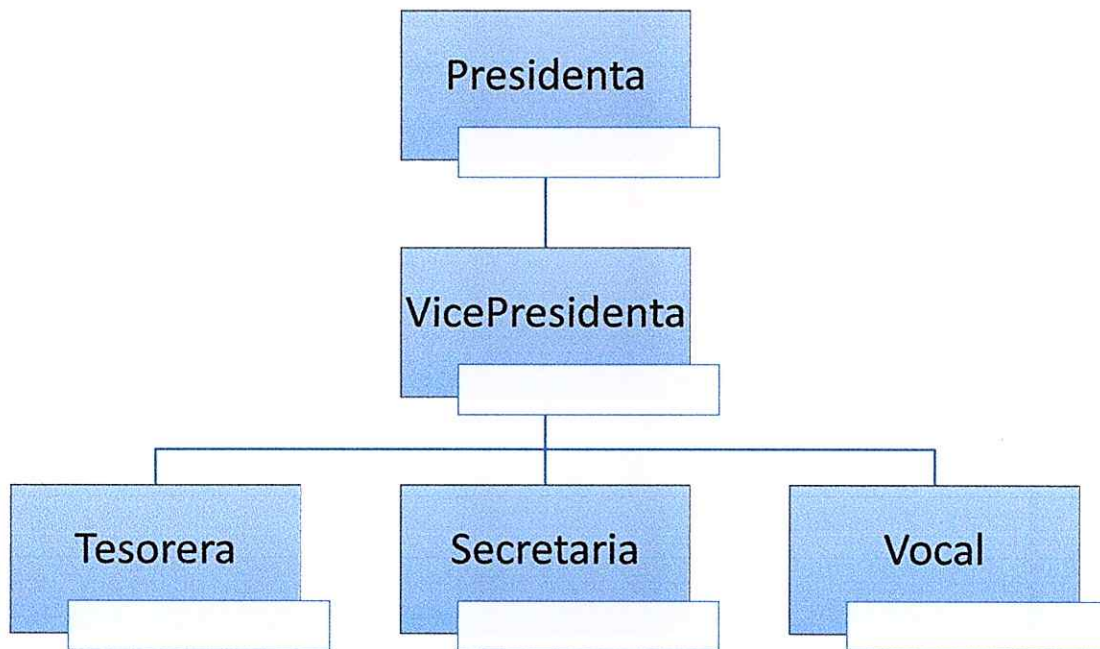 Presidenta
VicePresidenta
Tesorera
Secretaria
Vocal